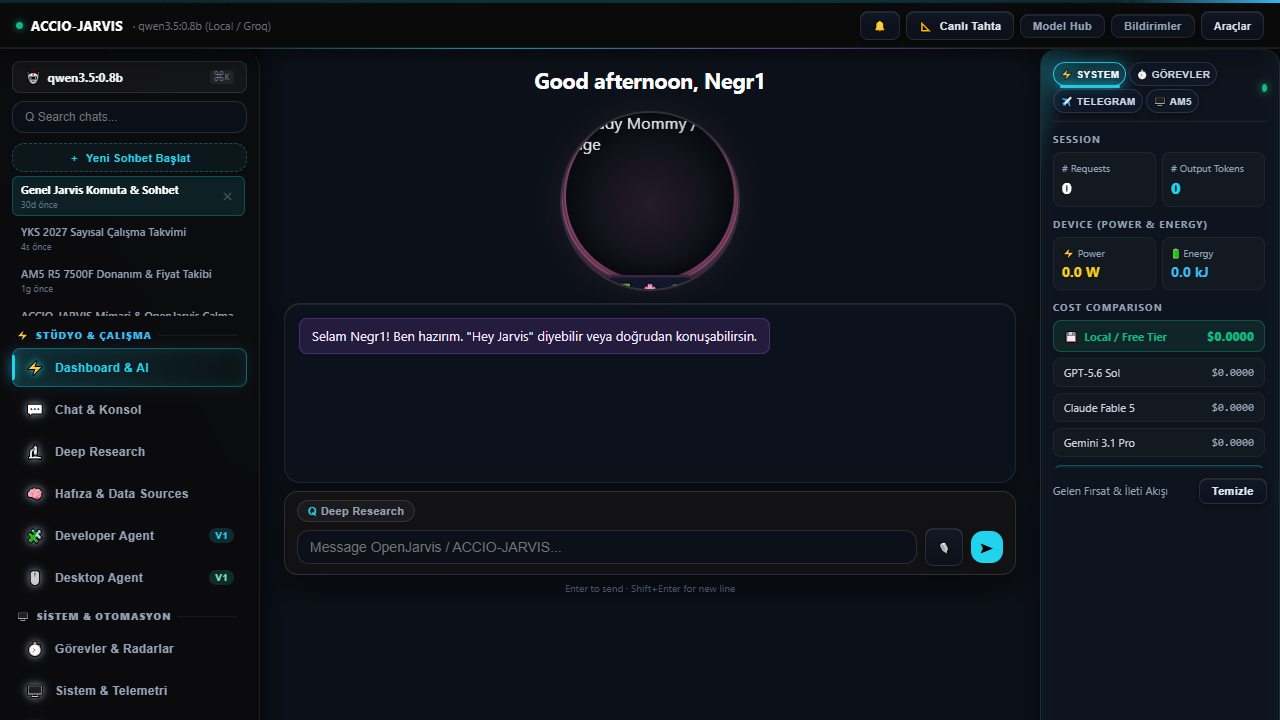 ACCIO-JARVIS · qwen3.5:0.8b (Local / Groq)
Canlı Tahta
Model Hub
Bildirimler
Araçlar
qwen3.5:0.8b ⌘K
Search chats...
+ Yeni Sohbet Başlat
Genel Jarvis Komuta & Sohbet
30d önce
YKS 2027 Sayısal Çalışma Takvimi
4s önce
AM5 R5 7500F Donanım & Fiyat Takibi
1g önce
ACCIO-JARVIS Mimari & OpenJarvis Çalma
STÜDYO & ÇALIŞMA
Dashboard & AI
Chat & Konsol
Deep Research
Hafıza & Data Sources
Developer Agent V1
Desktop Agent V1
SİSTEM & OTOMASYON
Görevler & Radarlar
Sistem & Telemetri
Good afternoon, Negr1
Mommy /
Selam Negr1! Ben hazırım. "Hey Jarvis" diyebilir veya doğrudan konuşabilirsin.
Deep Research
Message OpenJarvis / ACCIO-JARVIS...
Enter to send · Shift+Enter for new line
SYSTEM
GÖREVLER
TELEGRAM
AM5
SESSION
# Requests
0
# Output Tokens
0
DEVICE (POWER & ENERGY)
Power
0.0 W
Energy
0.0 kJ
COST COMPARISON
Local / Free Tier $0.0000
GPT-5.6 Sol $0.0000
Claude Fable 5 $0.0000
Gemini 3.1 Pro $0.0000
Gelen Fırsat & İleti Akışı
Temizle